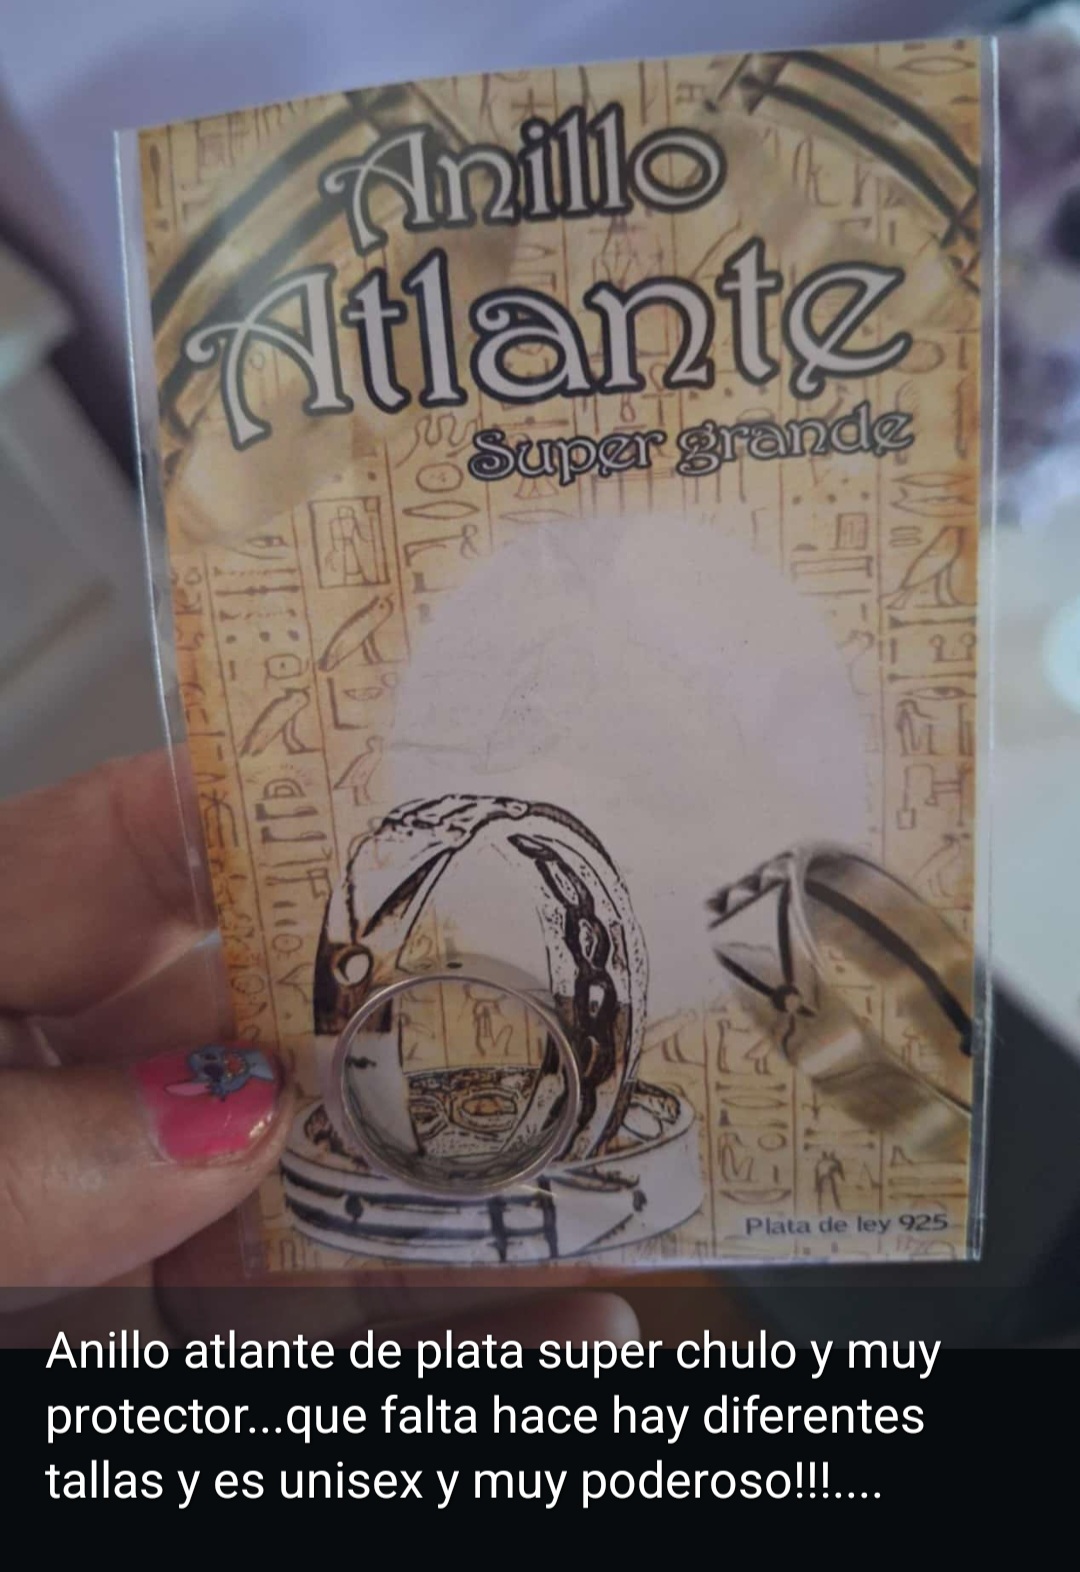 Anillo
Atlante
Super grande
Plata de ley 925
Anillo atlante de plata super chulo y muy
protector...que falta hace hay diferentes
tallas y es unisex y muy poderoso!!!....